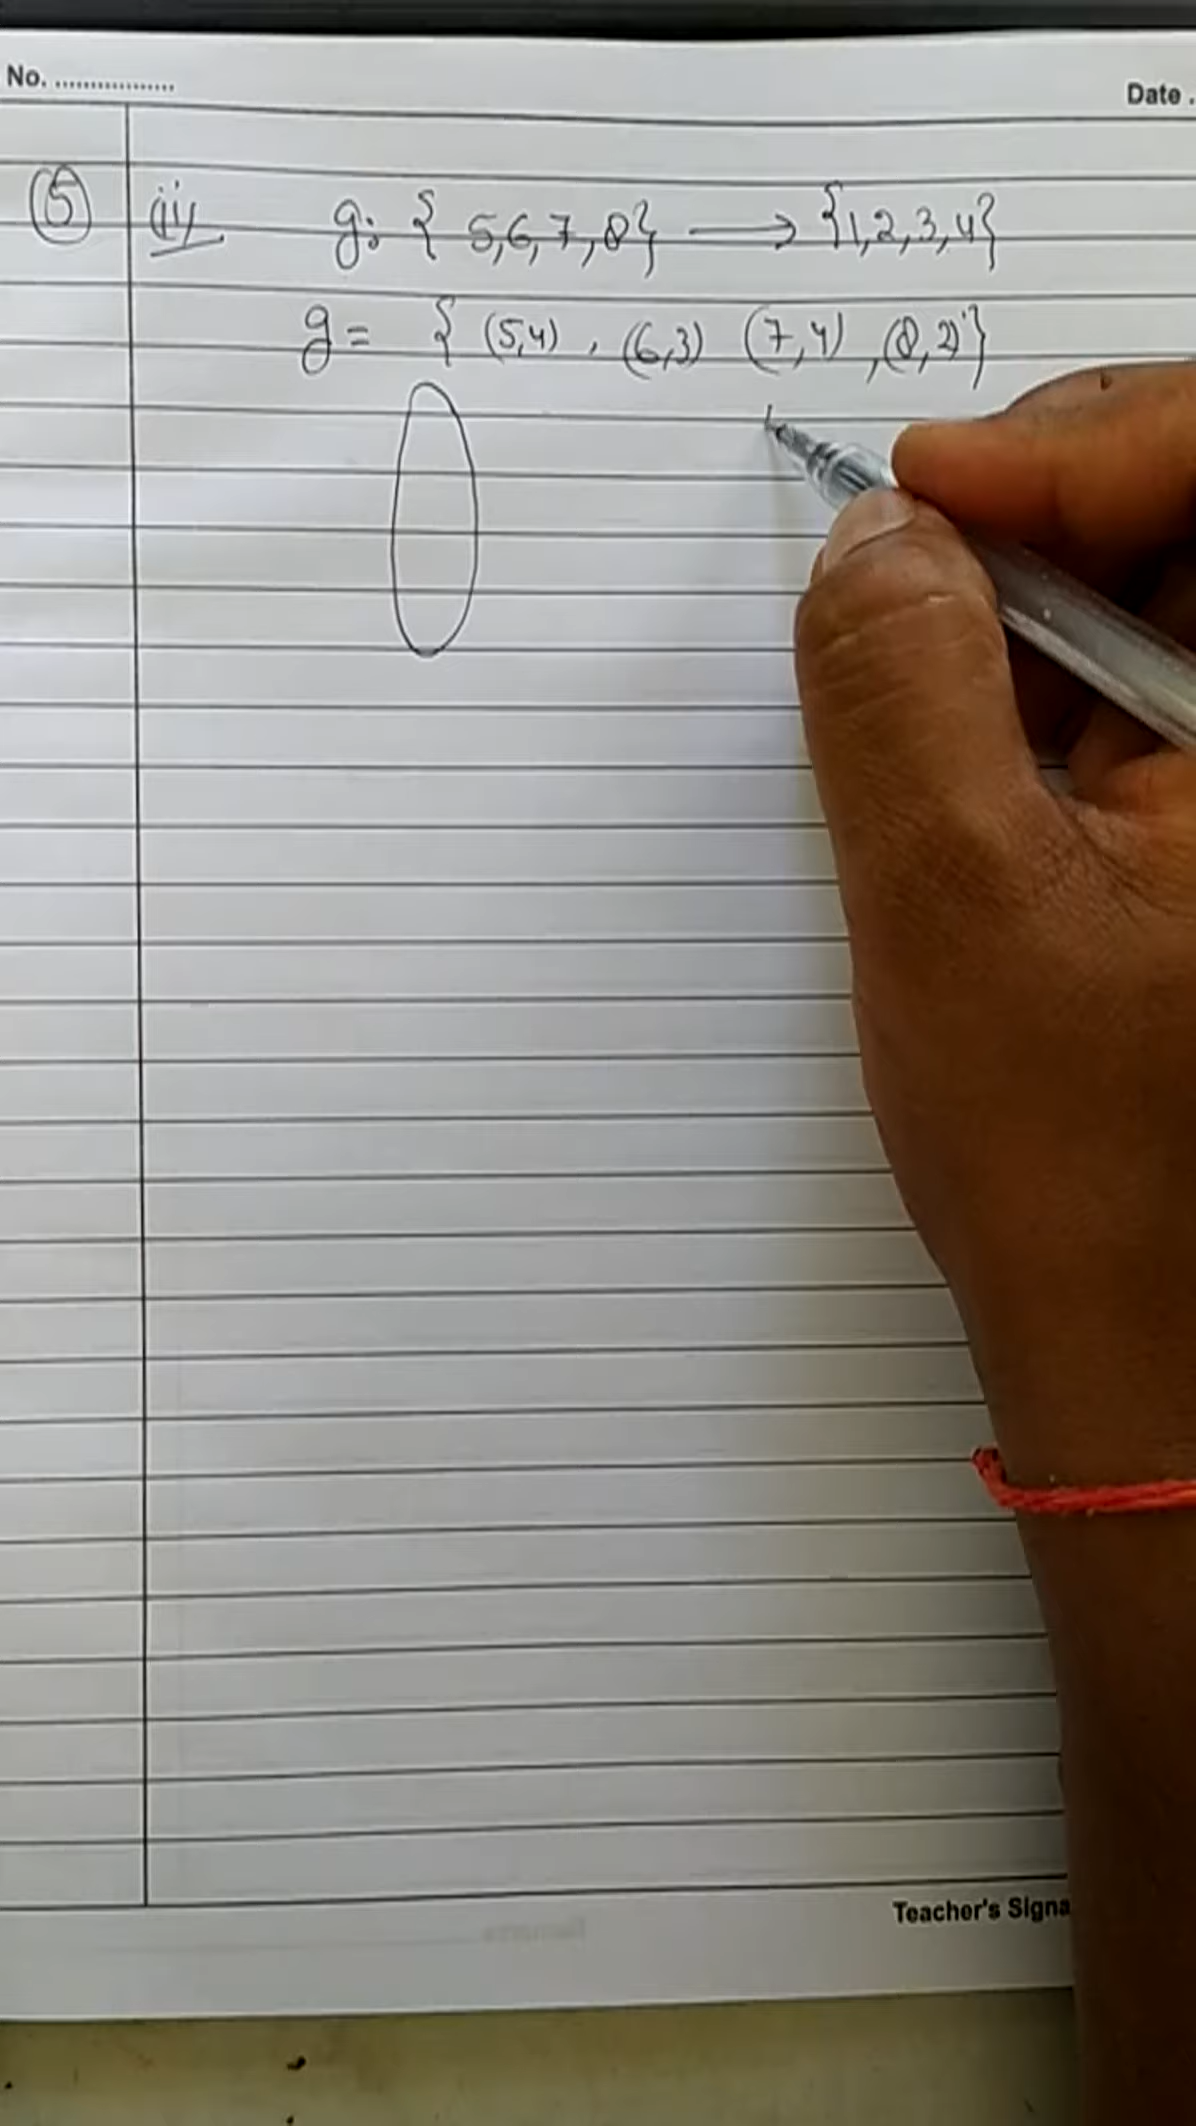 No. ................
Date .
5 (ii) g: { 5,6,7,8} ⟶ {1,2,3,4}
g = { (5,4) , (6,3) (7,4) ,(8,2)}
Teacher's Signa